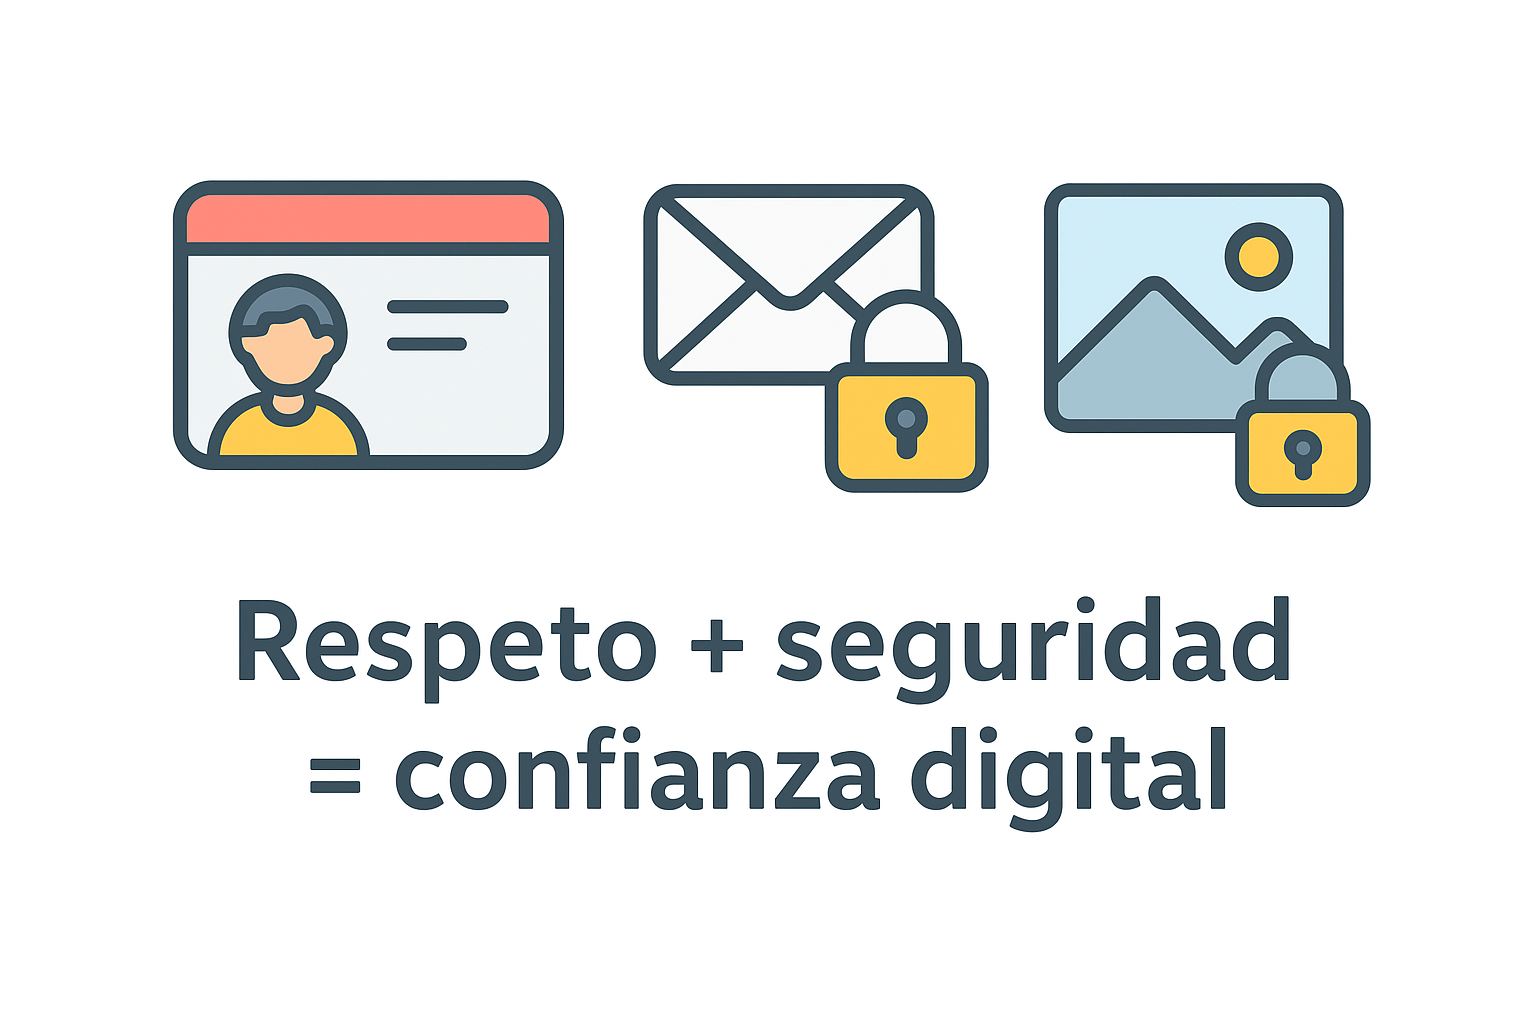 Respeto + seguridad
= confianza digital